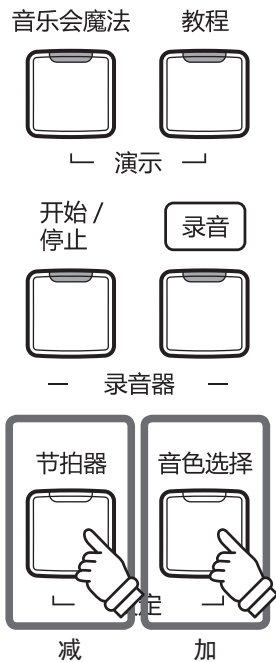 音乐会魔法 教程
演示
开始 /
停止
录音
录音器
节拍器 音色选择
定
减 加